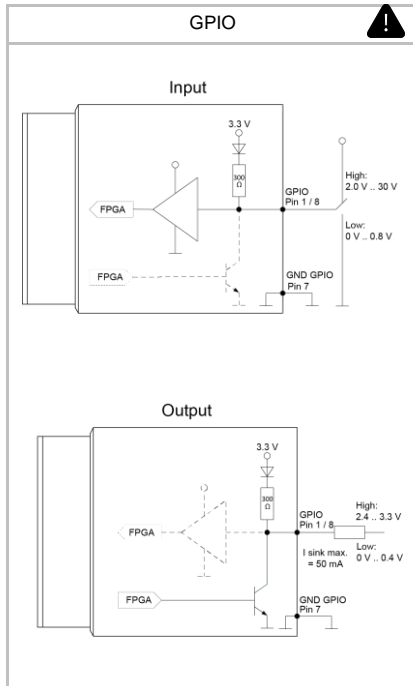 GPIO
!
Input
3.3 V
300
Ω
FPGA
GPIO
Pin 1 / 8
High:
2.0 V .. 30 V
Low:
0 V .. 0.8 V
FPGA
GND GPIO
Pin 7
Output
3.3 V
300
Ω
FPGA
GPIO
Pin 1 / 8
High:
2.4 .. 3.3 V
I sink max.
= 50 mA
Low:
0 V .. 0.4 V
FPGA
GND GPIO
Pin 7